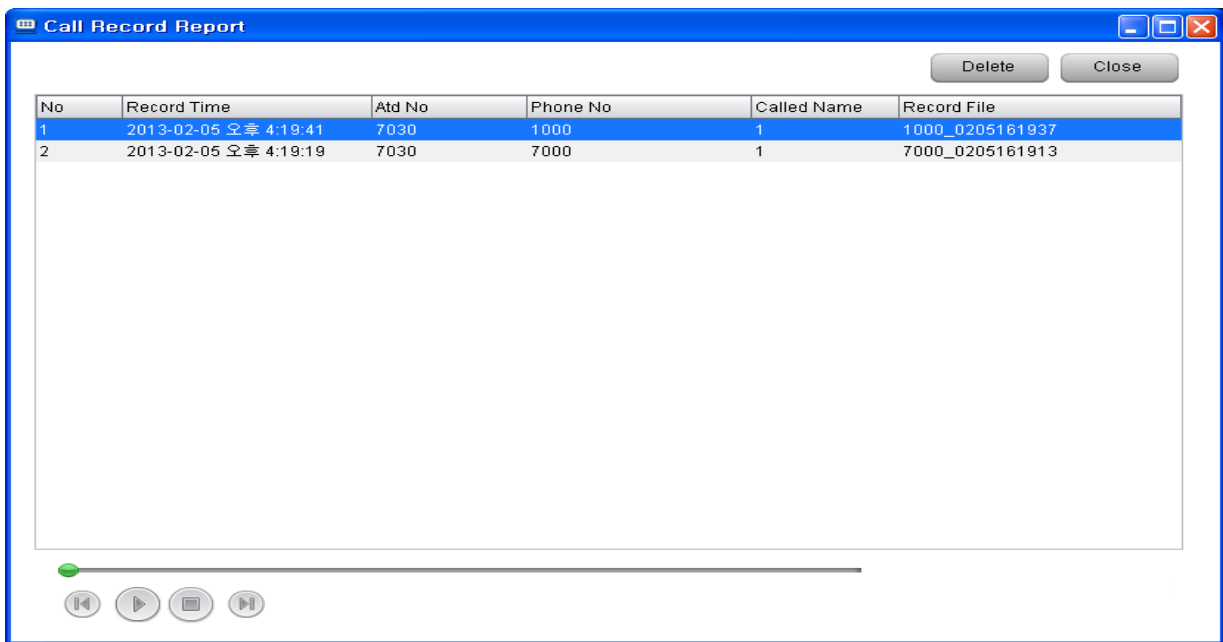 Call Record Report
Delete Close
No Record Time Atd No Phone No Called Name Record File
1 2013-02-05 오후 4:19:41 7030 1000 1 1000_0205161937
2 2013-02-05 오후 4:19:19 7030 7000 1 7000_0205161913